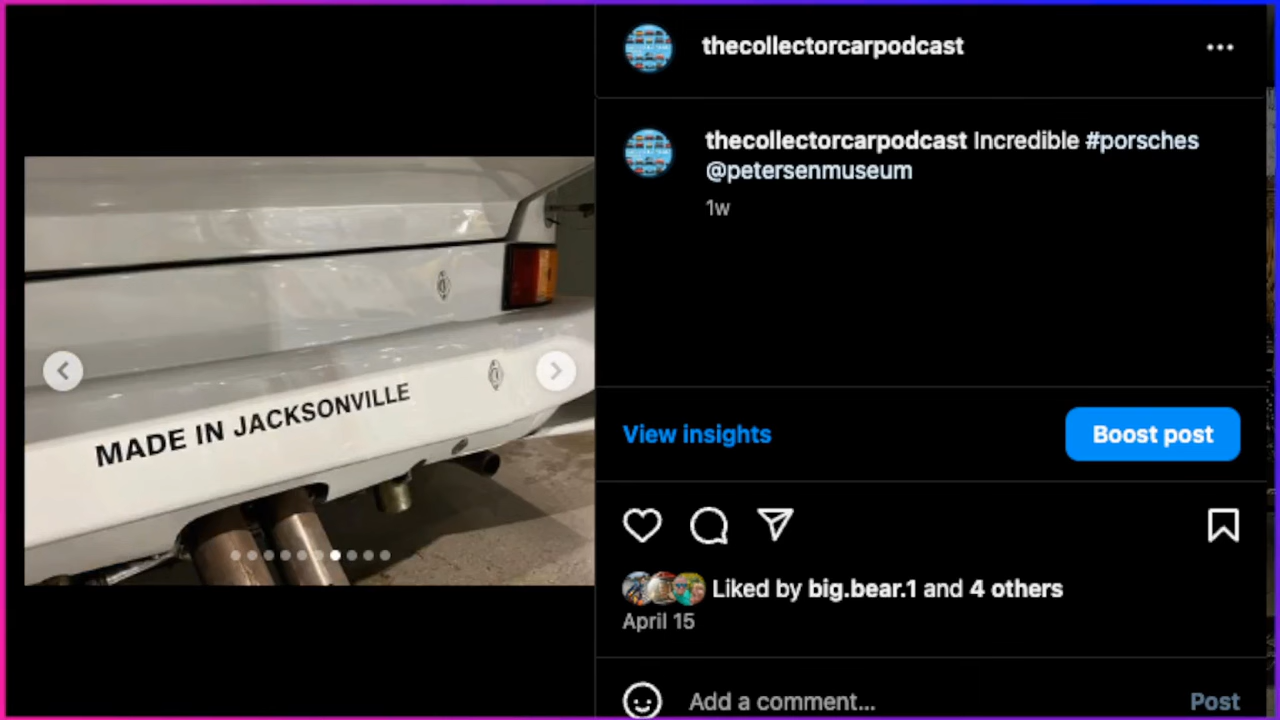 thecollectorcarpodcast
thecollectorcarpodcast Incredible #porsches
@petersenmuseum
1w
MADE IN JACKSONVILLE
View insights
Boost post
Liked by big.bear.1 and 4 others
April 15
Add a comment...
Post